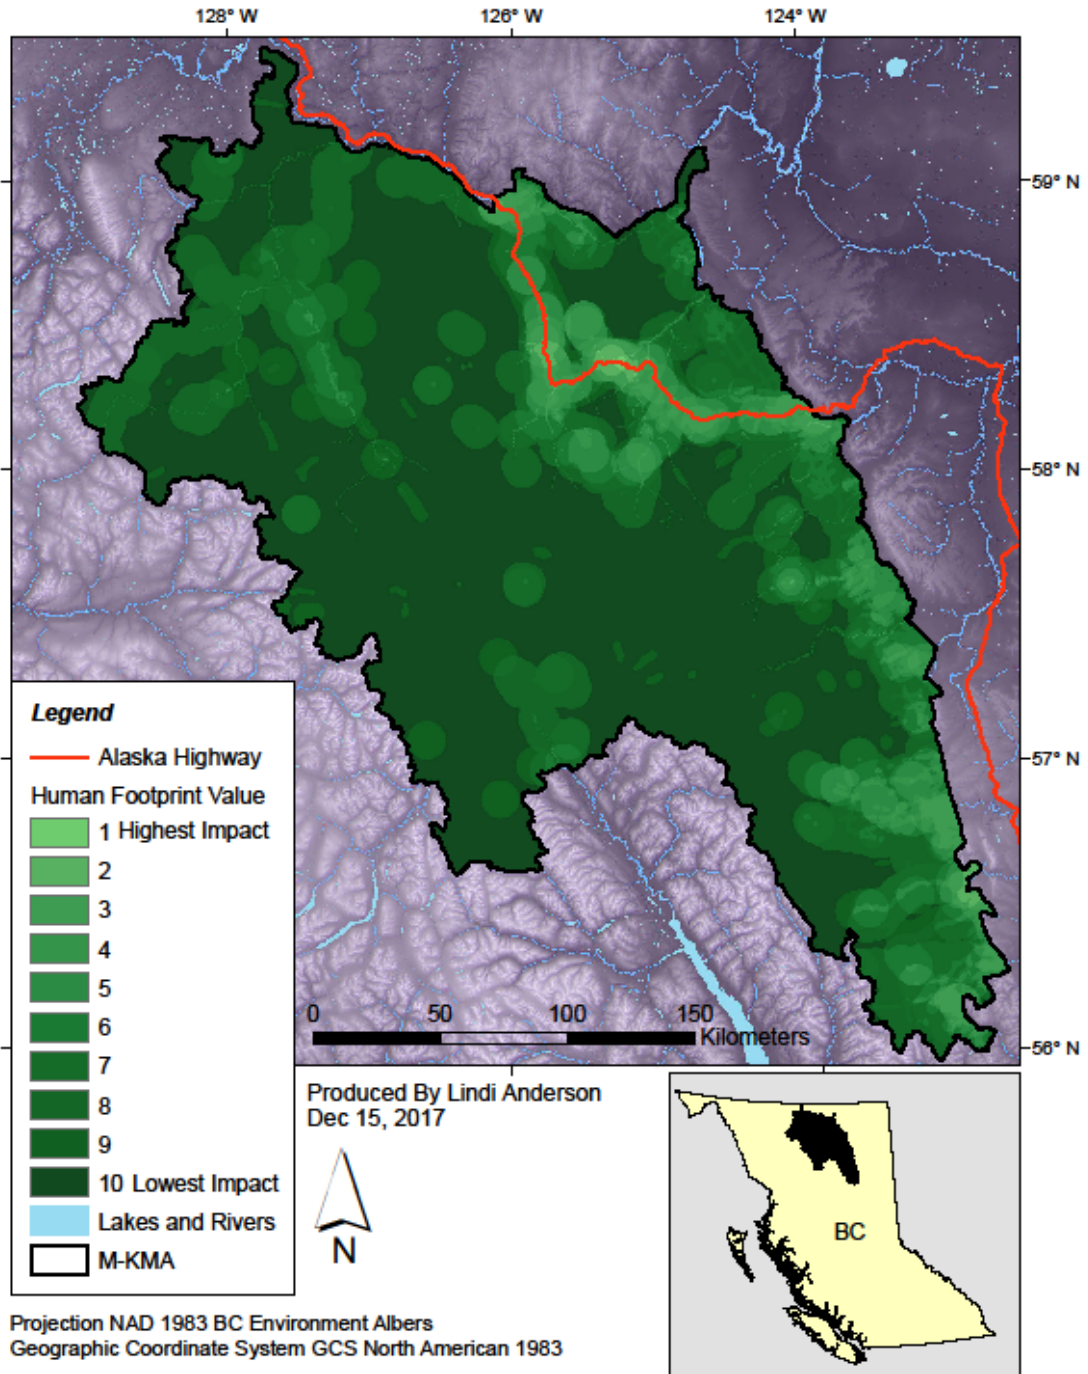 128° W 126° W 124° W
59° N
58° N
57° N
56° N
Legend
Alaska Highway
Human Footprint Value
1 Highest Impact
2
3
4
5
6
7
8
9
10 Lowest Impact
Lakes and Rivers
M-KMA
0 50 100 150
Kilometers
Produced By Lindi Anderson
Dec 15, 2017
N
BC
Projection NAD 1983 BC Environment Albers
Geographic Coordinate System GCS North American 1983